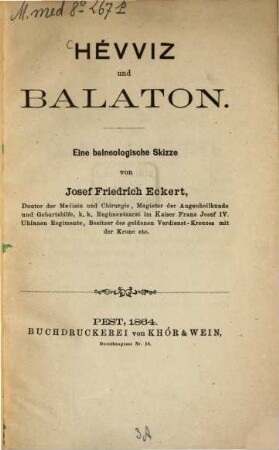 M. med 8° 267 f
HÉVVIZ
und
BALATON.
Eine balneologische Skizze
von
Josef Friedrich Eckert,
Doctor der Medizin und Chirurgie, Magister der Augenheilkunde
und Geburtshilfe, k. k. Regimentsarzt im Kaiser Franz Josef IV.
Uhlanen Regimente, Besitzer des goldenen Verdienst-Kreuzes mit
der Krone etc.
PEST, 1864.
BUCHDRUCKEREI von KHÓR & WEIN,
Dorotheagasse Nr. 14.